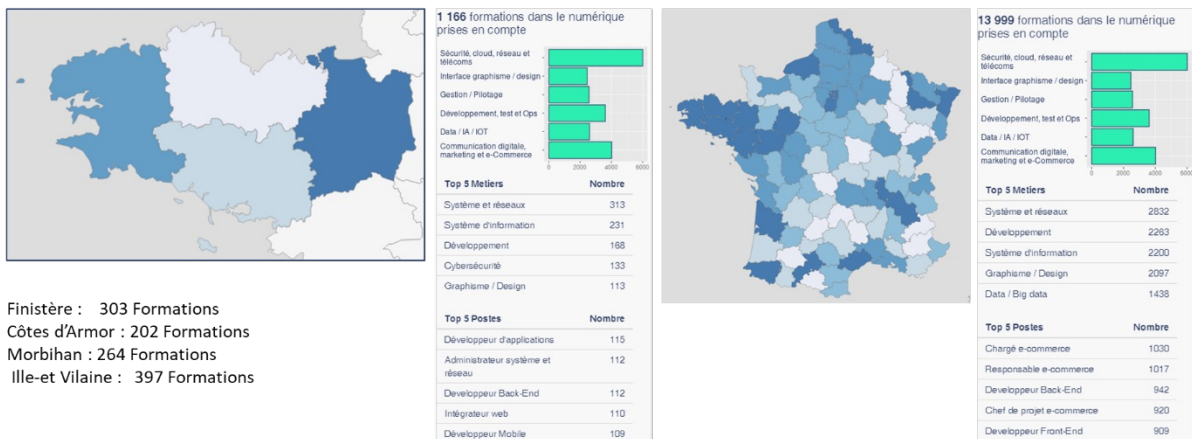 1 166 formations dans le numérique
prises en compte
Sécurité, cloud, réseau et
télécoms
Interface graphisme / design
Gestion / Pilotage
Développement, test et Ops
Data / IA / IOT
Communication digitale,
marketing et e-Commerce
0 2000 4000 6000
Top 5 Metiers Nombre
Système et réseaux 313
Système d'information 231
Développement 168
Cybersécurité 133
Graphisme / Design 113
Top 5 Postes Nombre
Développeur d'applications 115
Administrateur système et
réseau 112
Developpeur Back-End 112
Intégrateur web 110
Développeur Mobile 109
Finistère : 303 Formations
Côtes d'Armor : 202 Formations
Morbihan : 264 Formations
Ille-et Vilaine : 397 Formations
13 999 formations dans le numérique
prises en compte
Sécurité, cloud, réseau et
télécoms
Interface graphisme / design
Gestion / Pilotage
Développement, test et Ops
Data / IA / IOT
Communication digitale,
marketing et e-Commerce
0 2000 4000 6000
Top 5 Metiers Nombre
Système et réseaux 2832
Développement 2263
Système d'information 2200
Graphisme / Design 2097
Data / Big data 1438
Top 5 Postes Nombre
Chargé e-commerce 1030
Responsable e-commerce 1017
Developpeur Back-End 942
Chef de projet e-commerce 920
Developpeur Front-End 909